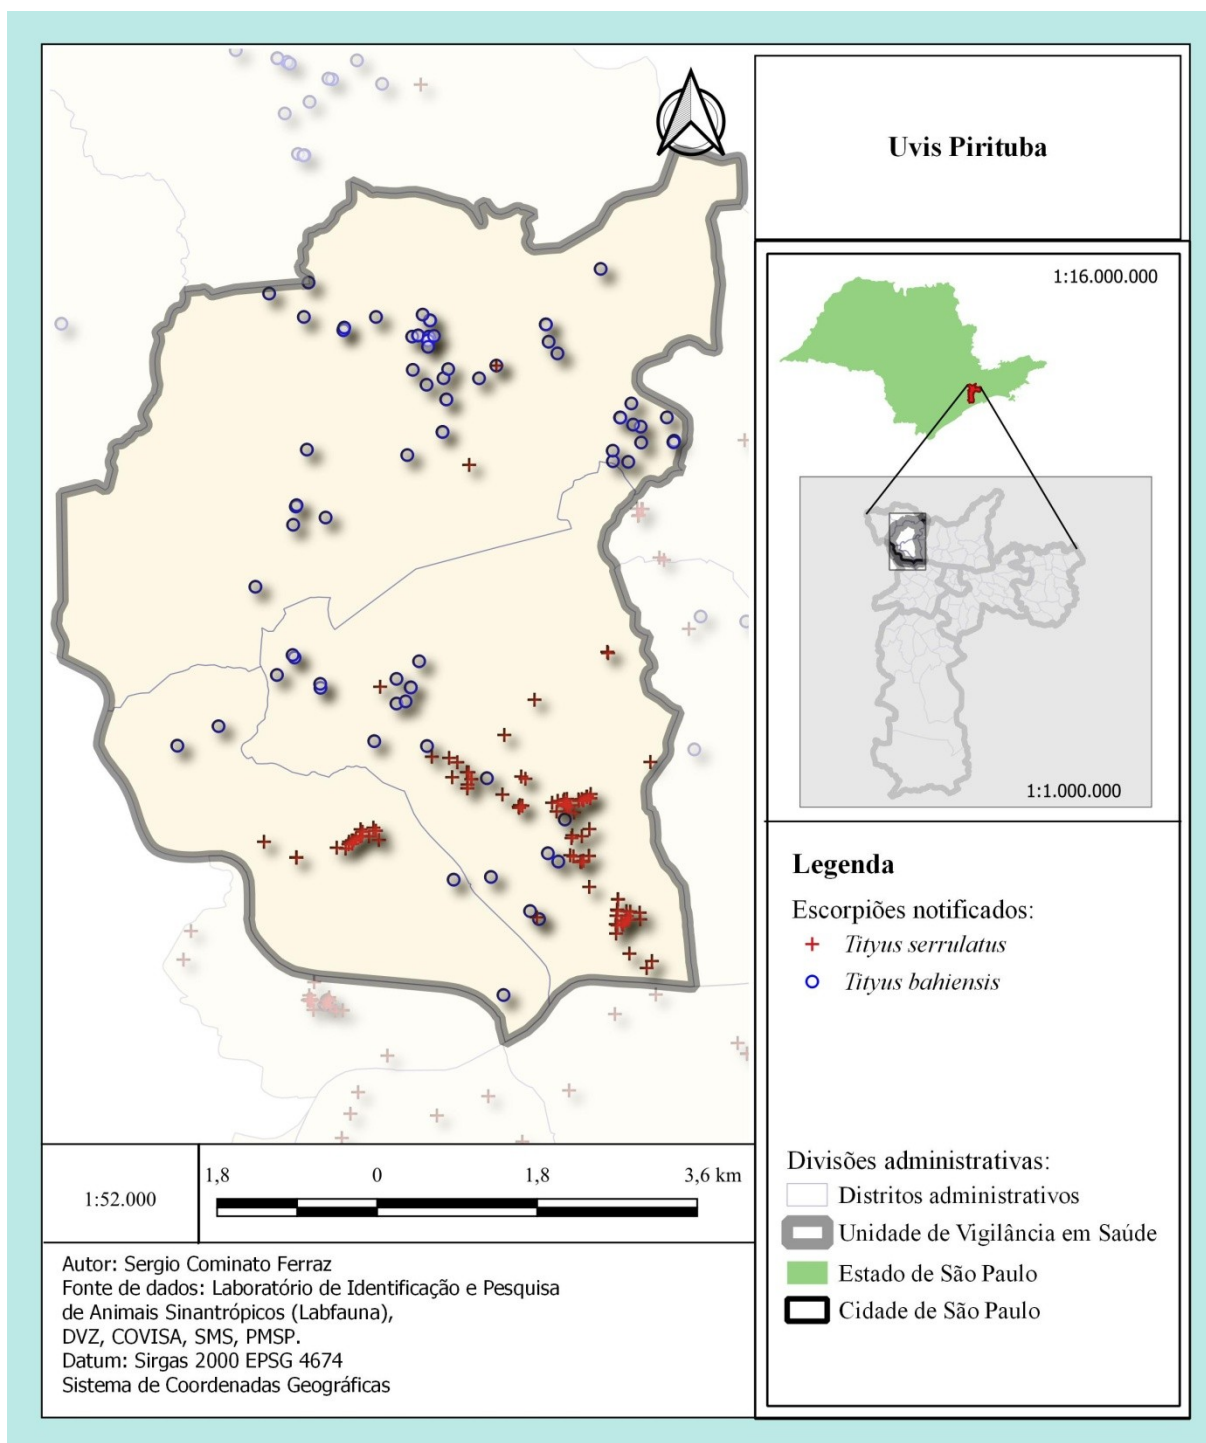 Uvis Pirituba
1:16.000.000
1:1.000.000
Legenda
Escorpiões notificados:
Tityus serrulatus
Tityus bahiensis
Divisões administrativas:
Distritos administrativos
Unidade de Vigilância em Saúde
Estado de São Paulo
Cidade de São Paulo
1:52.000
1,8 0 1,8 3,6 km
Autor: Sergio Cominato Ferraz
Fonte de dados: Laboratório de Identificação e Pesquisa
de Animais Sinantrópicos (Labfauna),
DVZ, COVISA, SMS, PMSP.
Datum: Sirgas 2000 EPSG 4674
Sistema de Coordenadas Geográficas